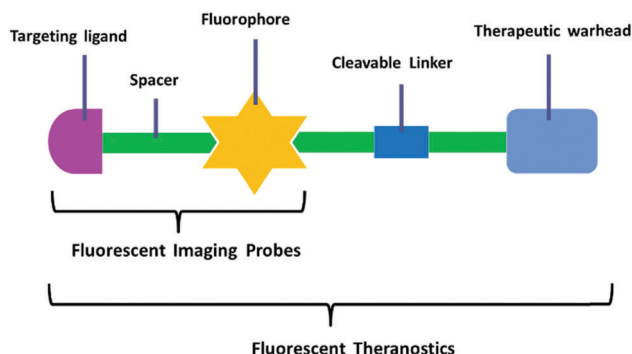 Fluorophore
Targeting ligand
Therapeutic warhead
Cleavable Linker
Spacer
Fluorescent Imaging Probes
Fluorescent Theranostics